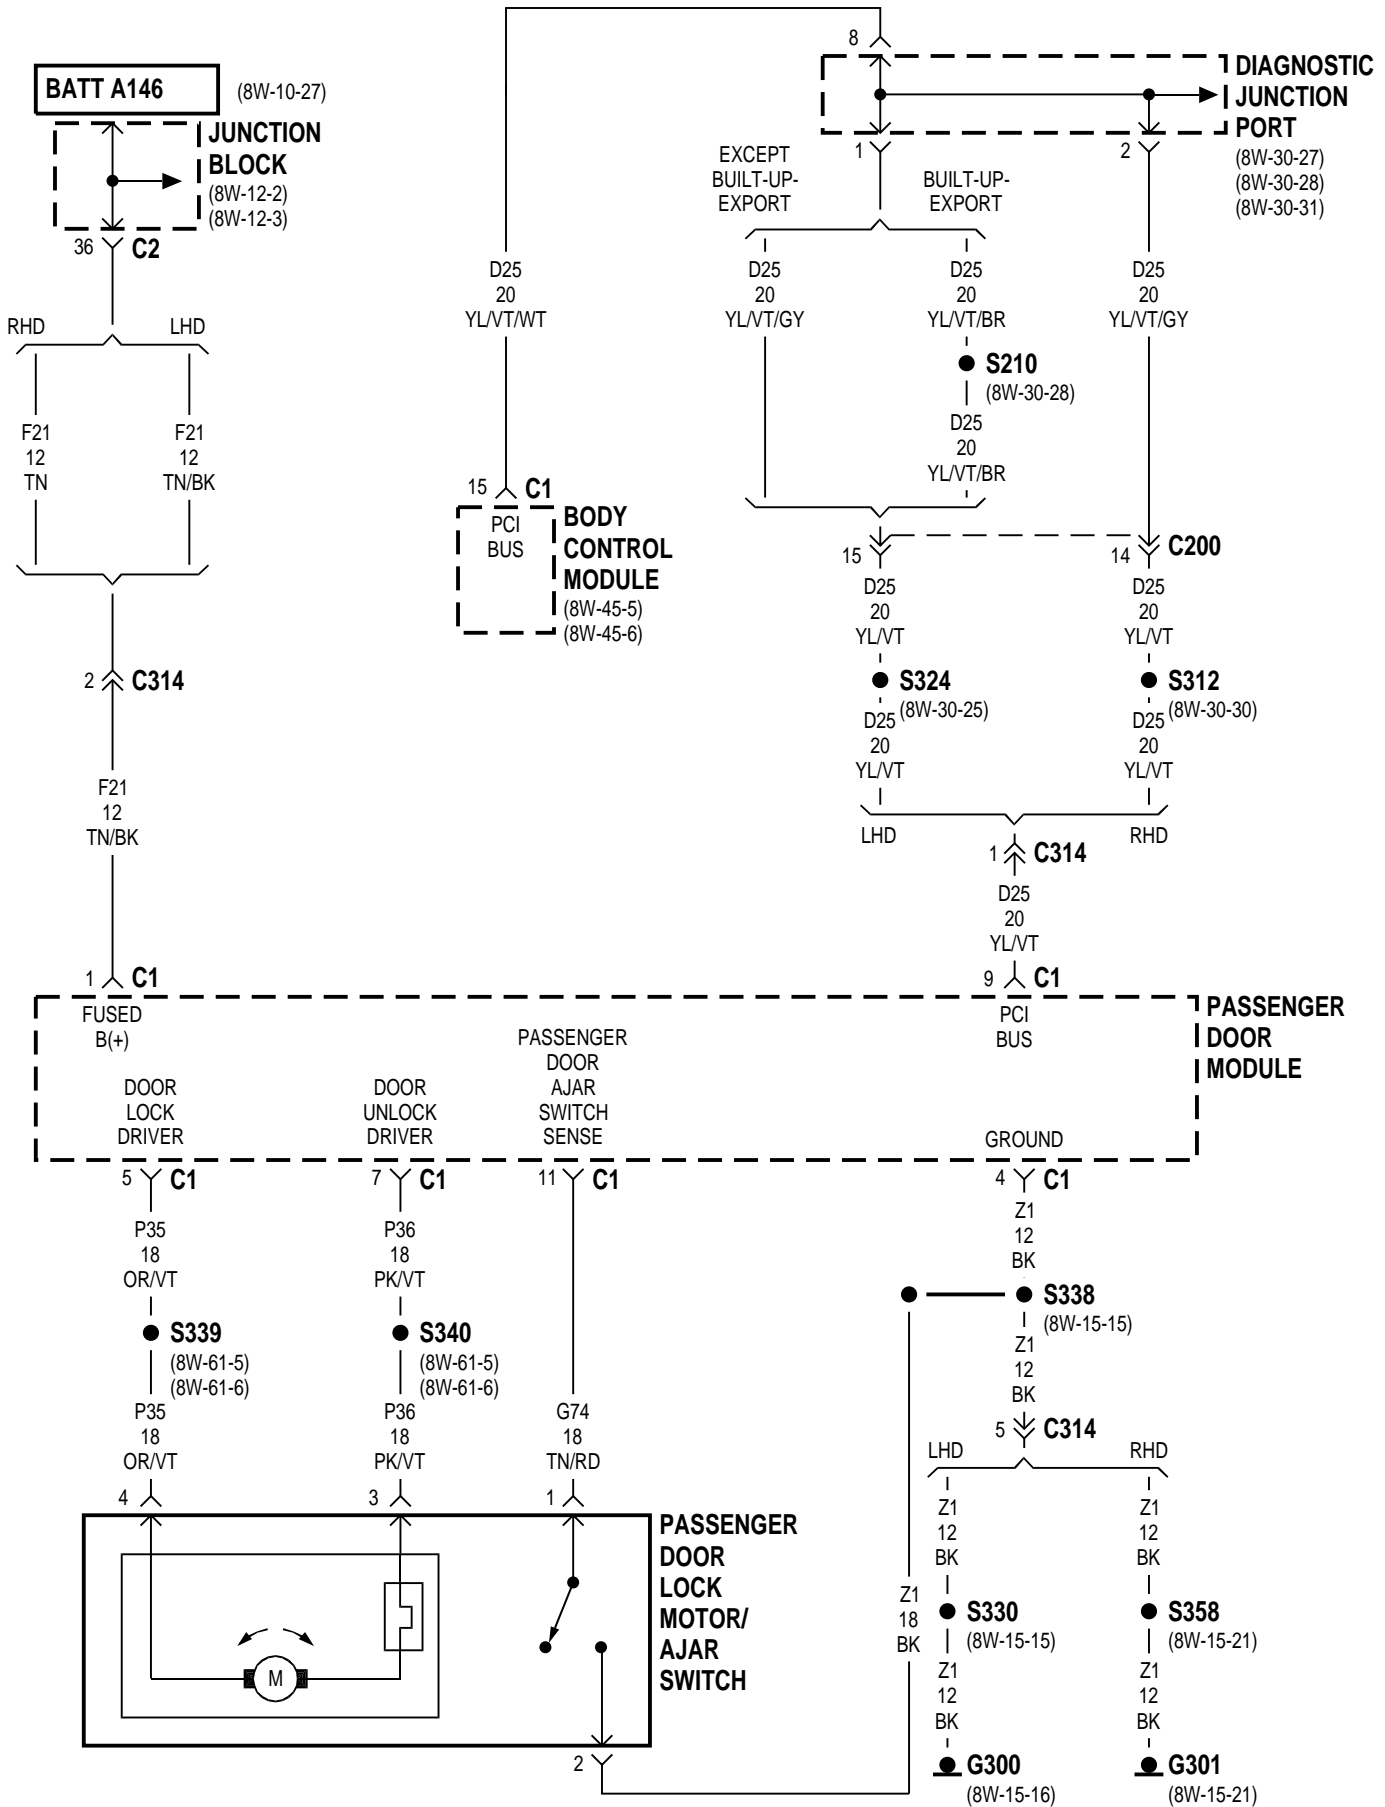 8
BATT A146
(8W-10-27)
JUNCTION
BLOCK
(8W-12-2)
(8W-12-3)
36
C2
DIAGNOSTIC
JUNCTION
PORT
(8W-30-27)
(8W-30-28)
(8W-30-31)
1
2
EXCEPT
BUILT-UP-
EXPORT
BUILT-UP-
EXPORT
D25
20
YL/VT/WT
D25
20
YL/VT/GY
D25
20
YL/VT/BR
D25
20
YL/VT/GY
RHD
LHD
S210
(8W-30-28)
F21
12
TN
F21
12
TN/BK
D25
20
YL/VT/BR
15
C1
PCI
BUS
BODY
CONTROL
MODULE
(8W-45-5)
(8W-45-6)
15
14
C200
D25
20
YL/VT
D25
20
YL/VT
2
C314
S324
(8W-30-25)
S312
(8W-30-30)
D25
20
YL/VT
D25
20
YL/VT
F21
12
TN/BK
LHD
RHD
1
C314
D25
20
YL/VT
1
C1
9
C1
FUSED
B(+)
PCI
BUS
PASSENGER
DOOR
MODULE
DOOR
LOCK
DRIVER
DOOR
UNLOCK
DRIVER
PASSENGER
DOOR
AJAR
SWITCH
SENSE
GROUND
5
C1
7
C1
11
C1
4
C1
P35
18
OR/VT
P36
18
PK/VT
Z1
12
BK
S339
(8W-61-5)
(8W-61-6)
S340
(8W-61-5)
(8W-61-6)
S338
(8W-15-15)
Z1
12
BK
P35
18
OR/VT
P36
18
PK/VT
G74
18
TN/RD
5
C314
LHD
RHD
4
3
1
PASSENGER
DOOR
LOCK
MOTOR/
AJAR
SWITCH
M
2
Z1
18
BK
Z1
12
BK
Z1
12
BK
S330
(8W-15-15)
S358
(8W-15-21)
Z1
12
BK
Z1
12
BK
G300
(8W-15-16)
G301
(8W-15-21)